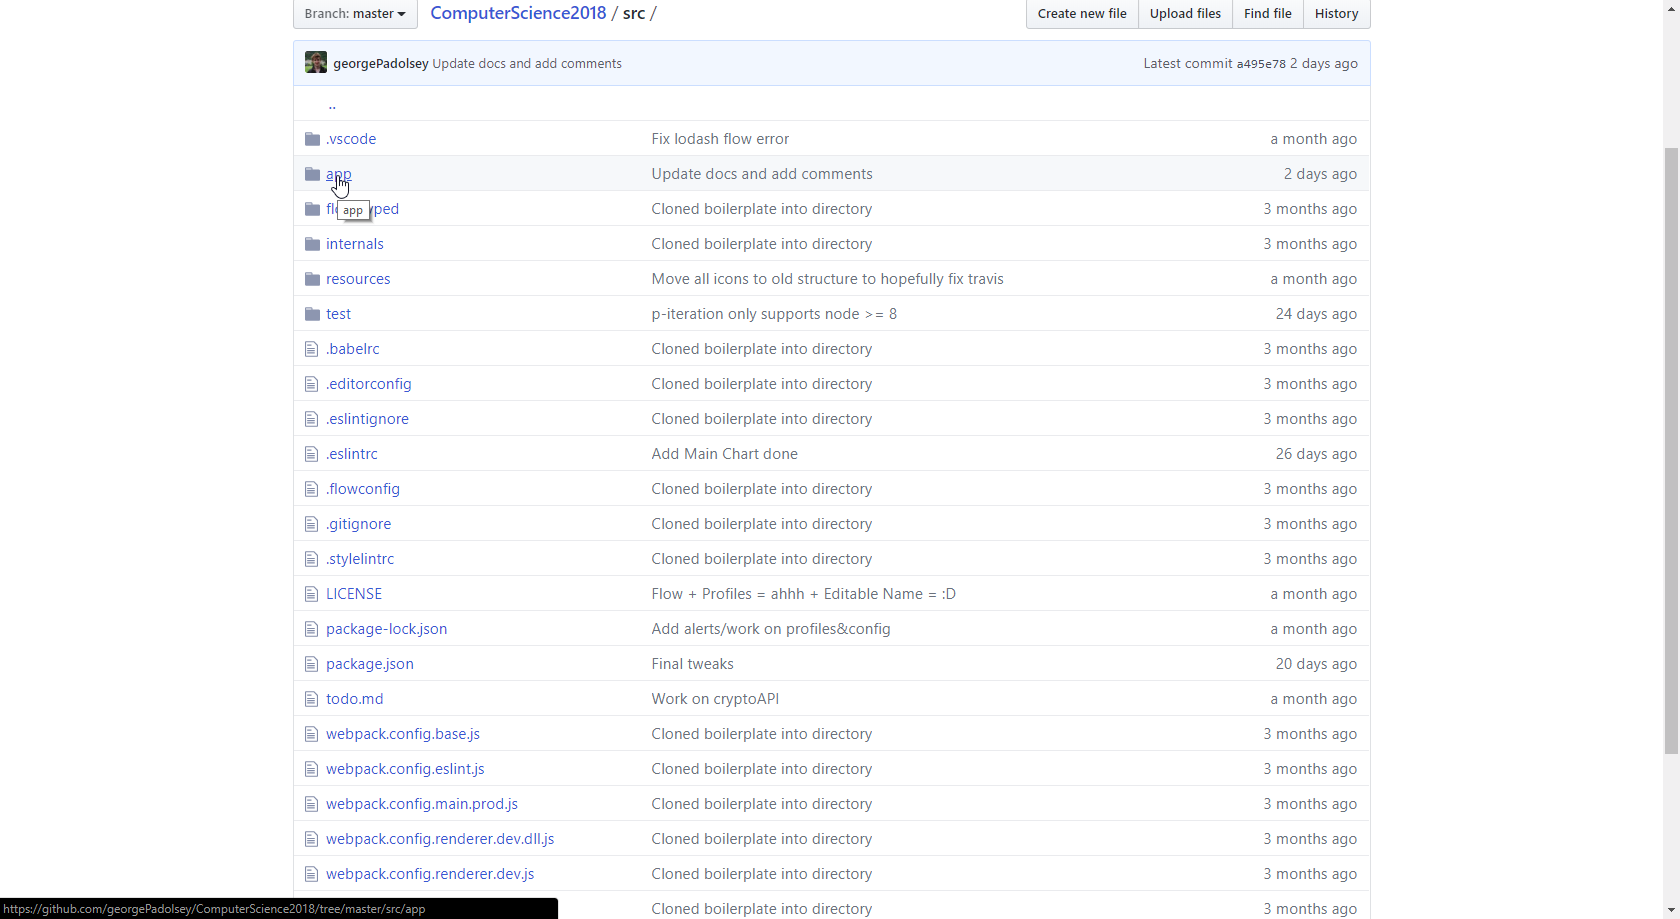 Branch: master ComputerScience2018 / src / Create new file Upload files Find file History
georgePadolsey Update docs and add comments Latest commit a495e78 2 days ago
..
.vscode Fix lodash flow error a month ago
app Update docs and add comments 2 days ago
app
Cloned boilerplate into directory 3 months ago
internals Cloned boilerplate into directory 3 months ago
resources Move all icons to old structure to hopefully fix travis a month ago
test p-iteration only supports node >= 8 24 days ago
.babelrc Cloned boilerplate into directory 3 months ago
.editorconfig Cloned boilerplate into directory 3 months ago
.eslintignore Cloned boilerplate into directory 3 months ago
.eslintrc Add Main Chart done 26 days ago
.flowconfig Cloned boilerplate into directory 3 months ago
.gitignore Cloned boilerplate into directory 3 months ago
.stylelintrc Cloned boilerplate into directory 3 months ago
LICENSE Flow + Profiles = ahhh + Editable Name = :D a month ago
package-lock.json Add alerts/work on profiles&config a month ago
package.json Final tweaks 20 days ago
todo.md Work on cryptoAPI a month ago
webpack.config.base.js Cloned boilerplate into directory 3 months ago
webpack.config.eslint.js Cloned boilerplate into directory 3 months ago
webpack.config.main.prod.js Cloned boilerplate into directory 3 months ago
webpack.config.renderer.dev.dll.js Cloned boilerplate into directory 3 months ago
webpack.config.renderer.dev.js Cloned boilerplate into directory 3 months ago
Cloned boilerplate into directory 3 months ago
https://github.com/georgePadolsey/ComputerScience2018/tree/master/src/app